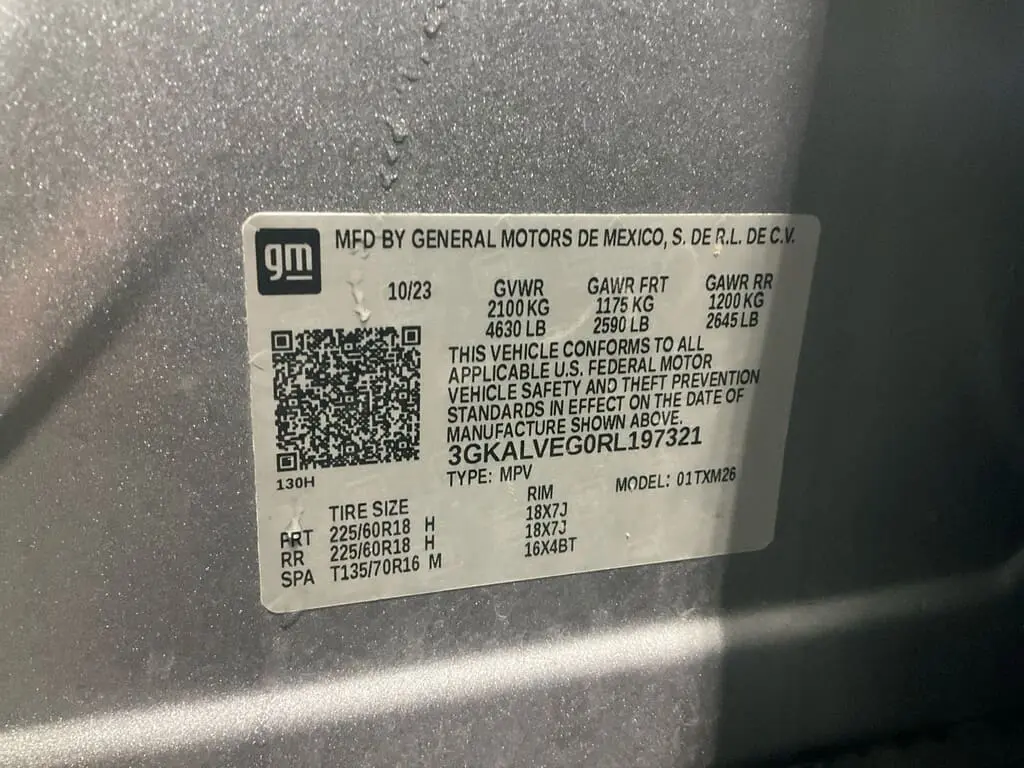 gm
MFD BY GENERAL MOTORS DE MEXICO, S. DE R.L. DE C.V.
10/23 GVWR GAWR FRT GAWR RR
2100 KG 1175 KG 1200 KG
4630 LB 2590 LB 2645 LB
THIS VEHICLE CONFORMS TO ALL
APPLICABLE U.S. FEDERAL MOTOR
VEHICLE SAFETY AND THEFT PREVENTION
STANDARDS IN EFFECT ON THE DATE OF
MANUFACTURE SHOWN ABOVE.
3GKALVEG0RL197321
130H
TYPE: MPV MODEL: 01TXM26
TIRE SIZE RIM
FRT 225/60R18 H 18X7J
RR 225/60R18 H 18X7J
SPA T135/70R16 M 16X4BT